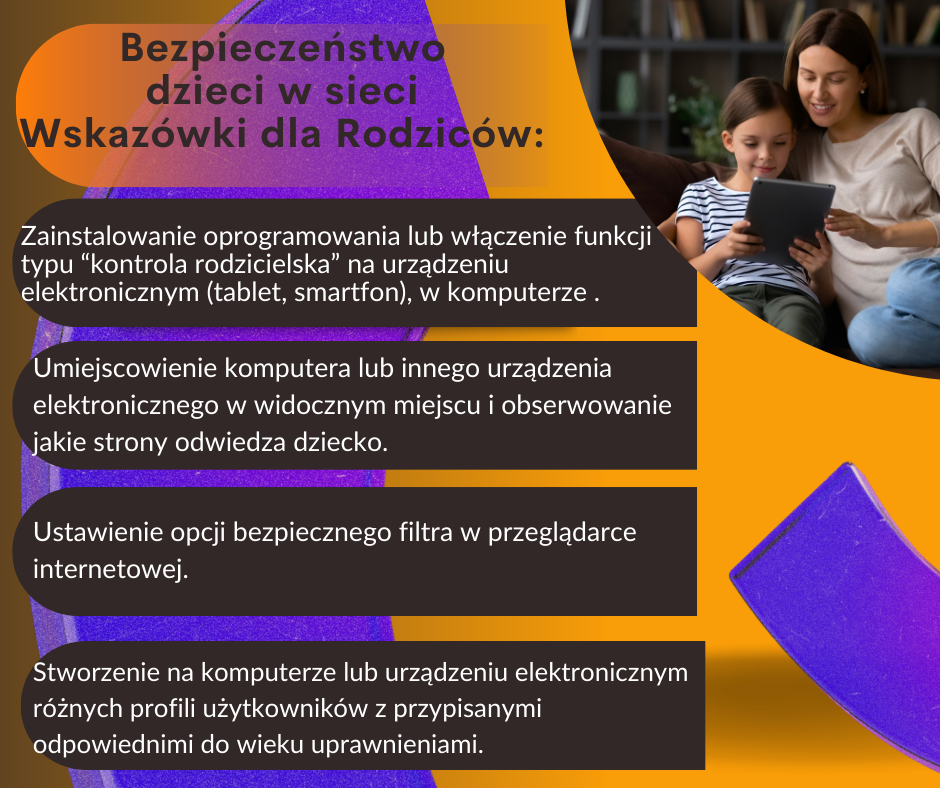 Bezpieczeństwo
dzieci w sieci
Wskazówki dla Rodziców:
Zainstalowanie oprogramowania lub włączenie funkcji
typu “kontrola rodzicielska” na urządzeniu
elektronicznym (tablet, smartfon), w komputerze .
Umiejscowienie komputera lub innego urządzenia
elektronicznego w widocznym miejscu i obserwowanie
jakie strony odwiedza dziecko.
Ustawienie opcji bezpiecznego filtra w przeglądarce
internetowej.
Stworzenie na komputerze lub urządzeniu elektronicznym
różnych profili użytkowników z przypisanymi
odpowiednimi do wieku uprawnieniami.